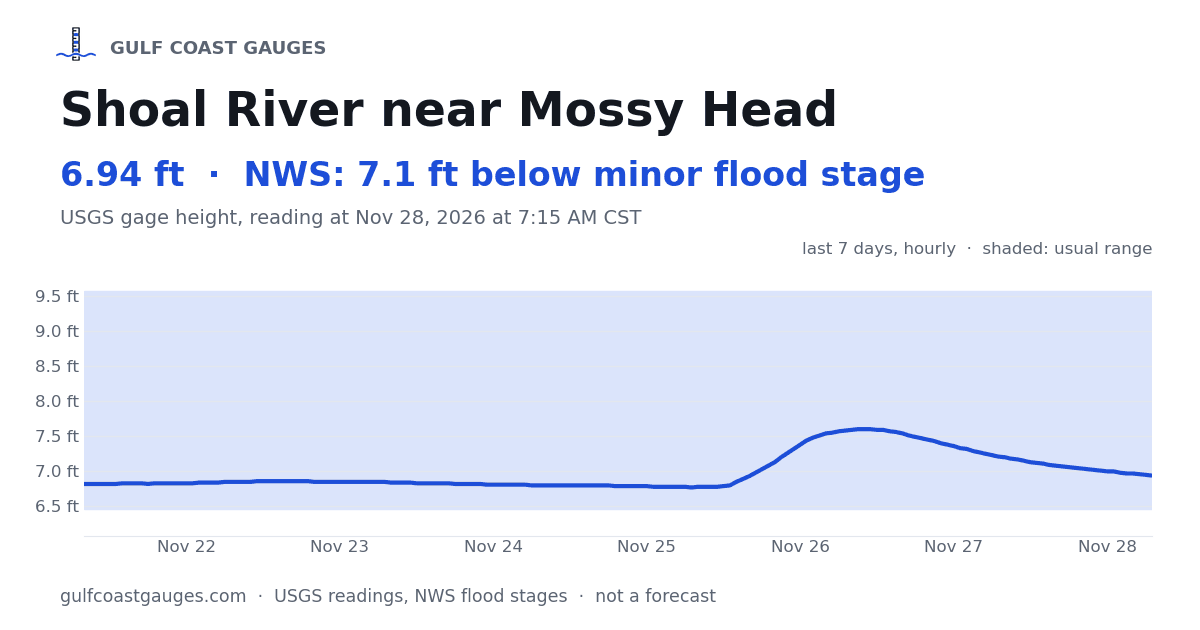 GULF COAST GAUGES
Shoal River near Mossy Head
6.94 ft · NWS: 7.1 ft below minor flood stage
USGS gage height, reading at Nov 28, 2026 at 7:15 AM CST
last 7 days, hourly · shaded: usual range
9.5 ft
9.0 ft
8.5 ft
8.0 ft
7.5 ft
7.0 ft
6.5 ft
Nov 22 Nov 23 Nov 24 Nov 25 Nov 26 Nov 27 Nov 28
gulfcoastgauges.com · USGS readings, NWS flood stages · not a forecast